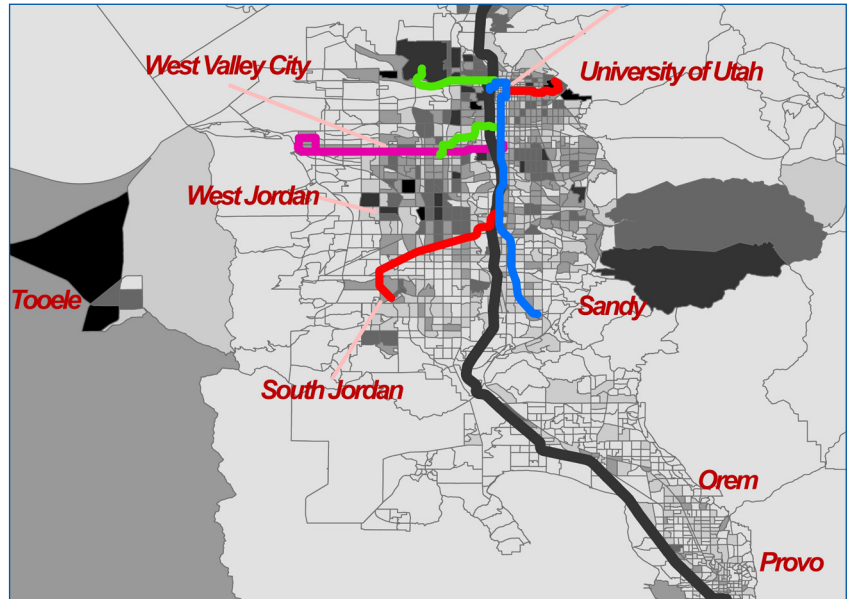 West Valley City
University of Utah
West Jordan
Tooele
Sandy
South Jordan
Orem
Provo